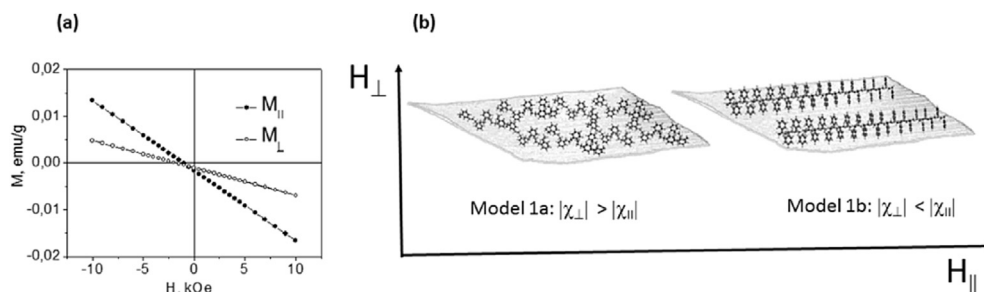 (a)
(b)
0,02
0,01
0,00
-0,01
-0,02
M, emu/g
-10
-5
0
5
10
H, kOe
M||
M⊥
H⊥
Model 1a: |χ⊥| > |χ||||
Model 1b: |χ⊥| < |χ||||
H||